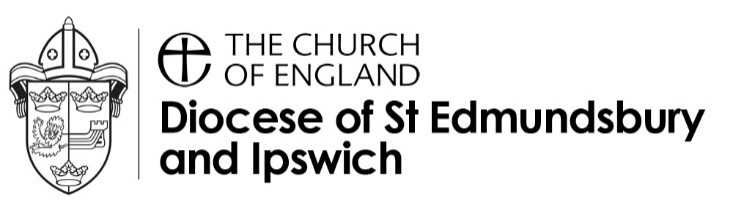 THE CHURCH
OF ENGLAND
Diocese of St Edmundsbury
and Ipswich